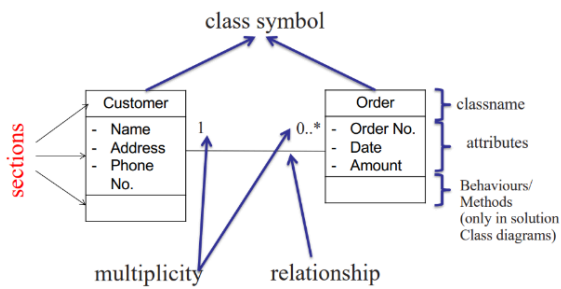 class symbol
Customer
Order
classname
sections
- Name
- Address
- Phone
No.
1
0..*
- Order No.
- Date
- Amount
attributes
Behaviours/
Methods
(only in solution
Class diagrams)
multiplicity
relationship